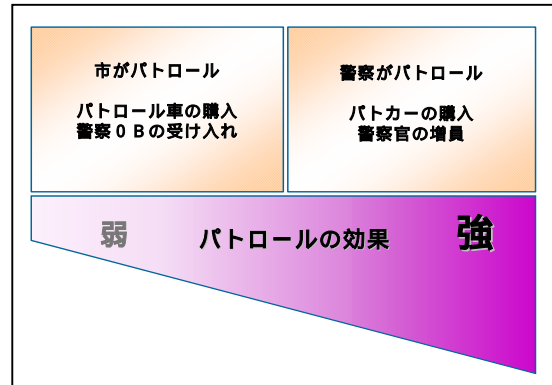 市がパトロール
パトロール車の購入
警察OBの受け入れ
警察がパトロール
パトカーの購入
警察官の増員
弱
パトロールの効果
強